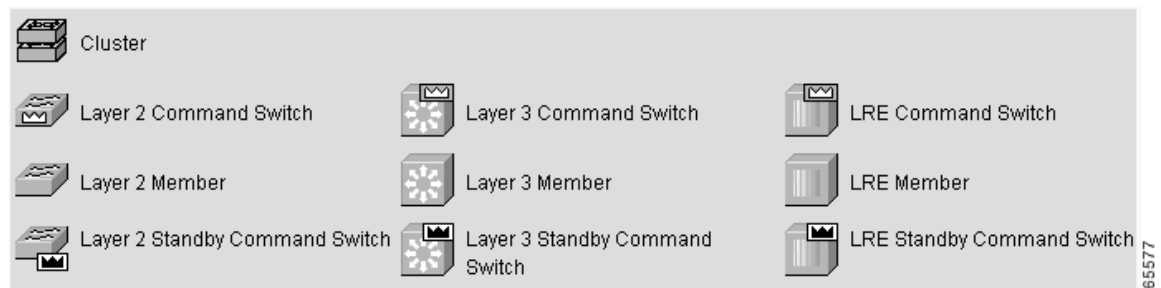 Cluster
Layer 2 Command Switch
Layer 3 Command Switch
LRE Command Switch
Layer 2 Member
Layer 3 Member
LRE Member
Layer 2 Standby Command Switch
Layer 3 Standby Command
Switch
LRE Standby Command Switch
65577